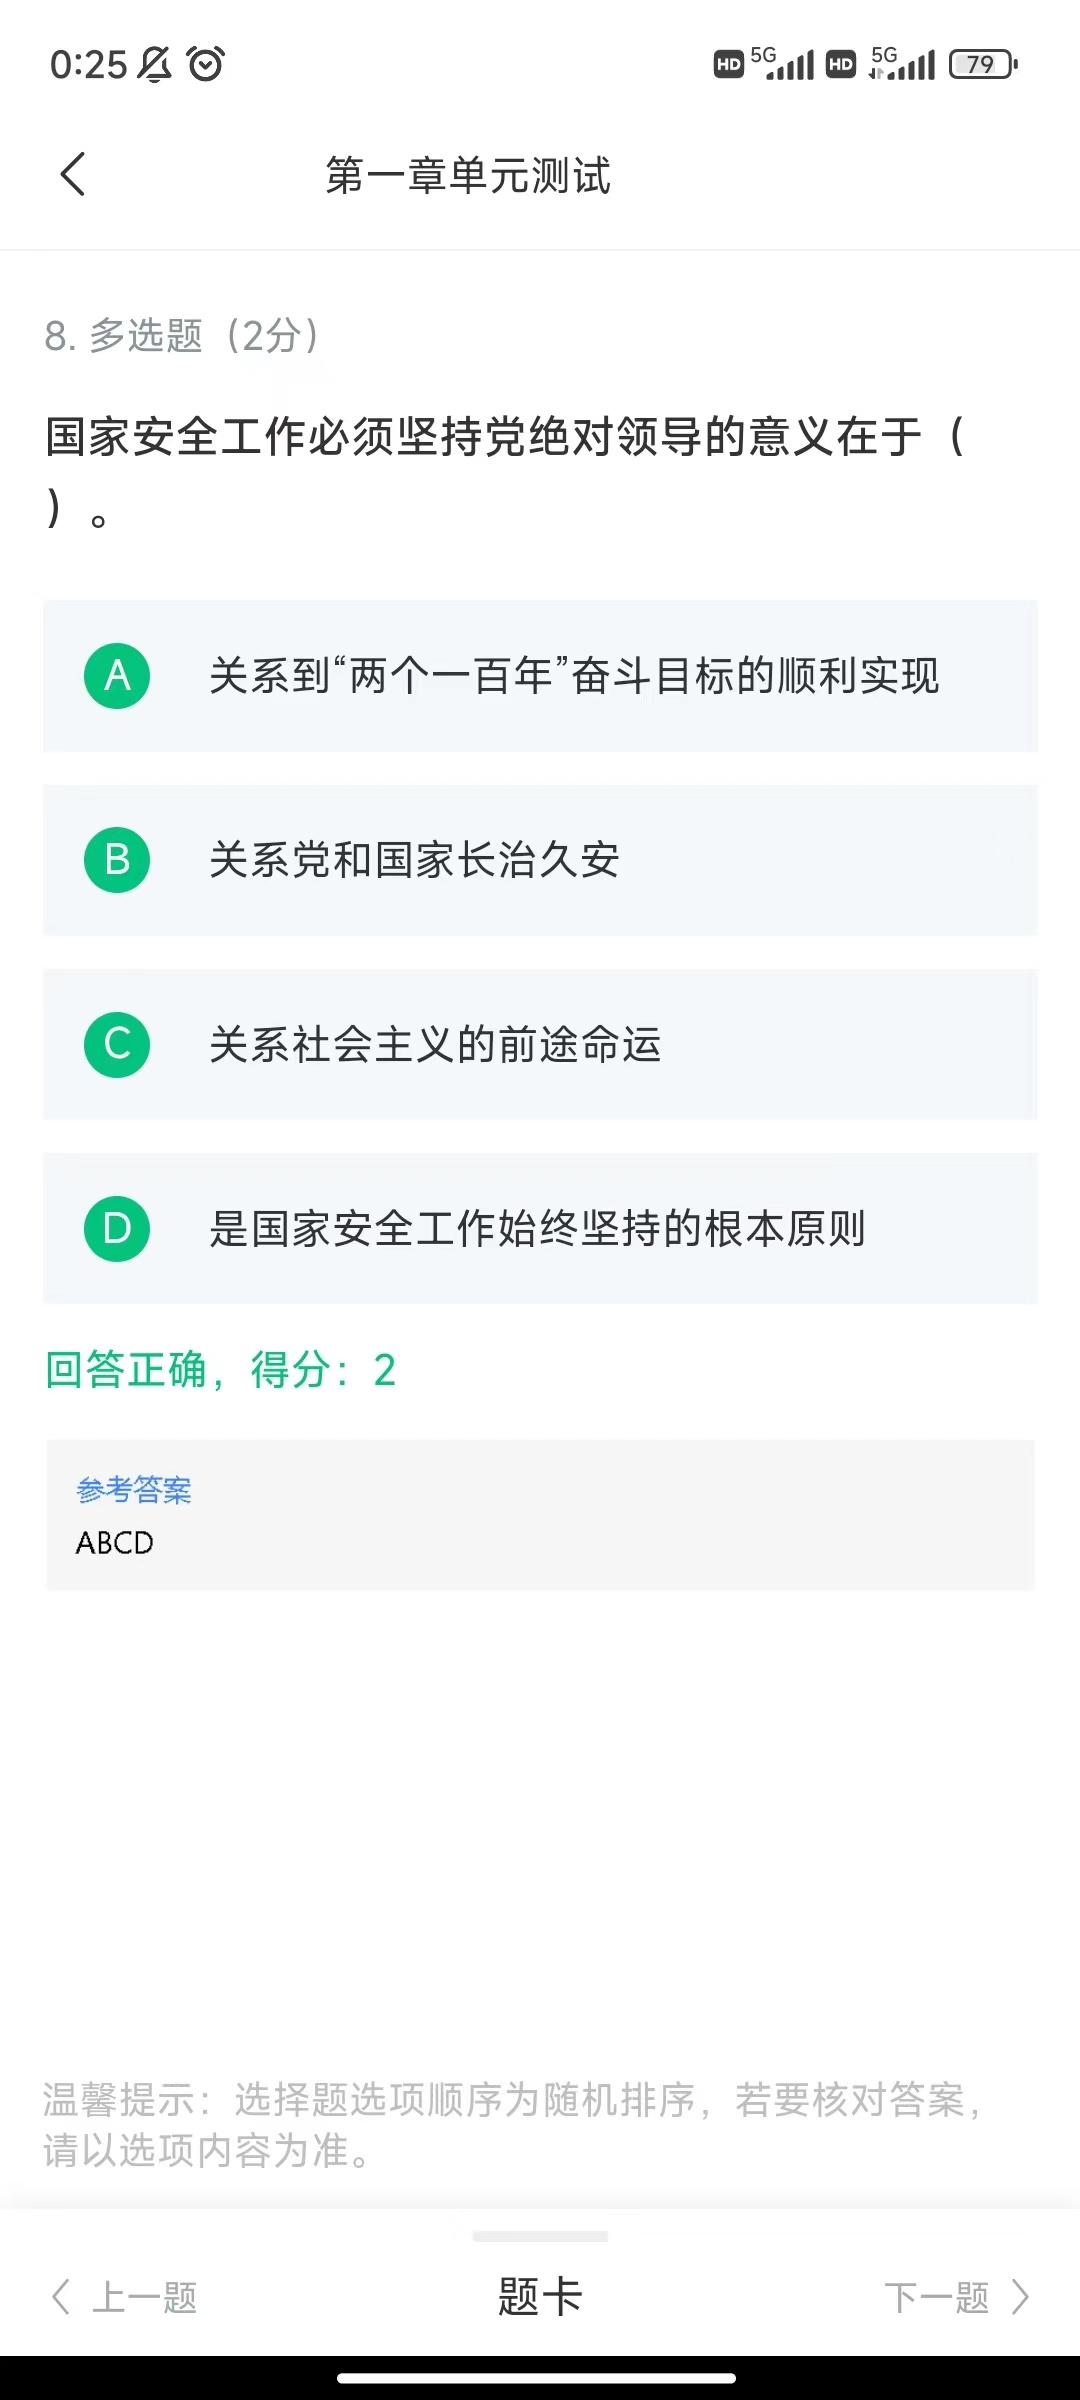 0:25
HD 5G HD 5G 79
第一章单元测试
8. 多选题（2分）
国家安全工作必须坚持党绝对领导的意义在于（
）。
A 关系到“两个一百年”奋斗目标的顺利实现
B 关系党和国家长治久安
C 关系社会主义的前途命运
D 是国家安全工作始终坚持的根本原则
回答正确，得分：2
参考答案
ABCD
温馨提示：选择题选项顺序为随机排序，若要核对答案，
请以选项内容为准。
上一题 题卡 下一题